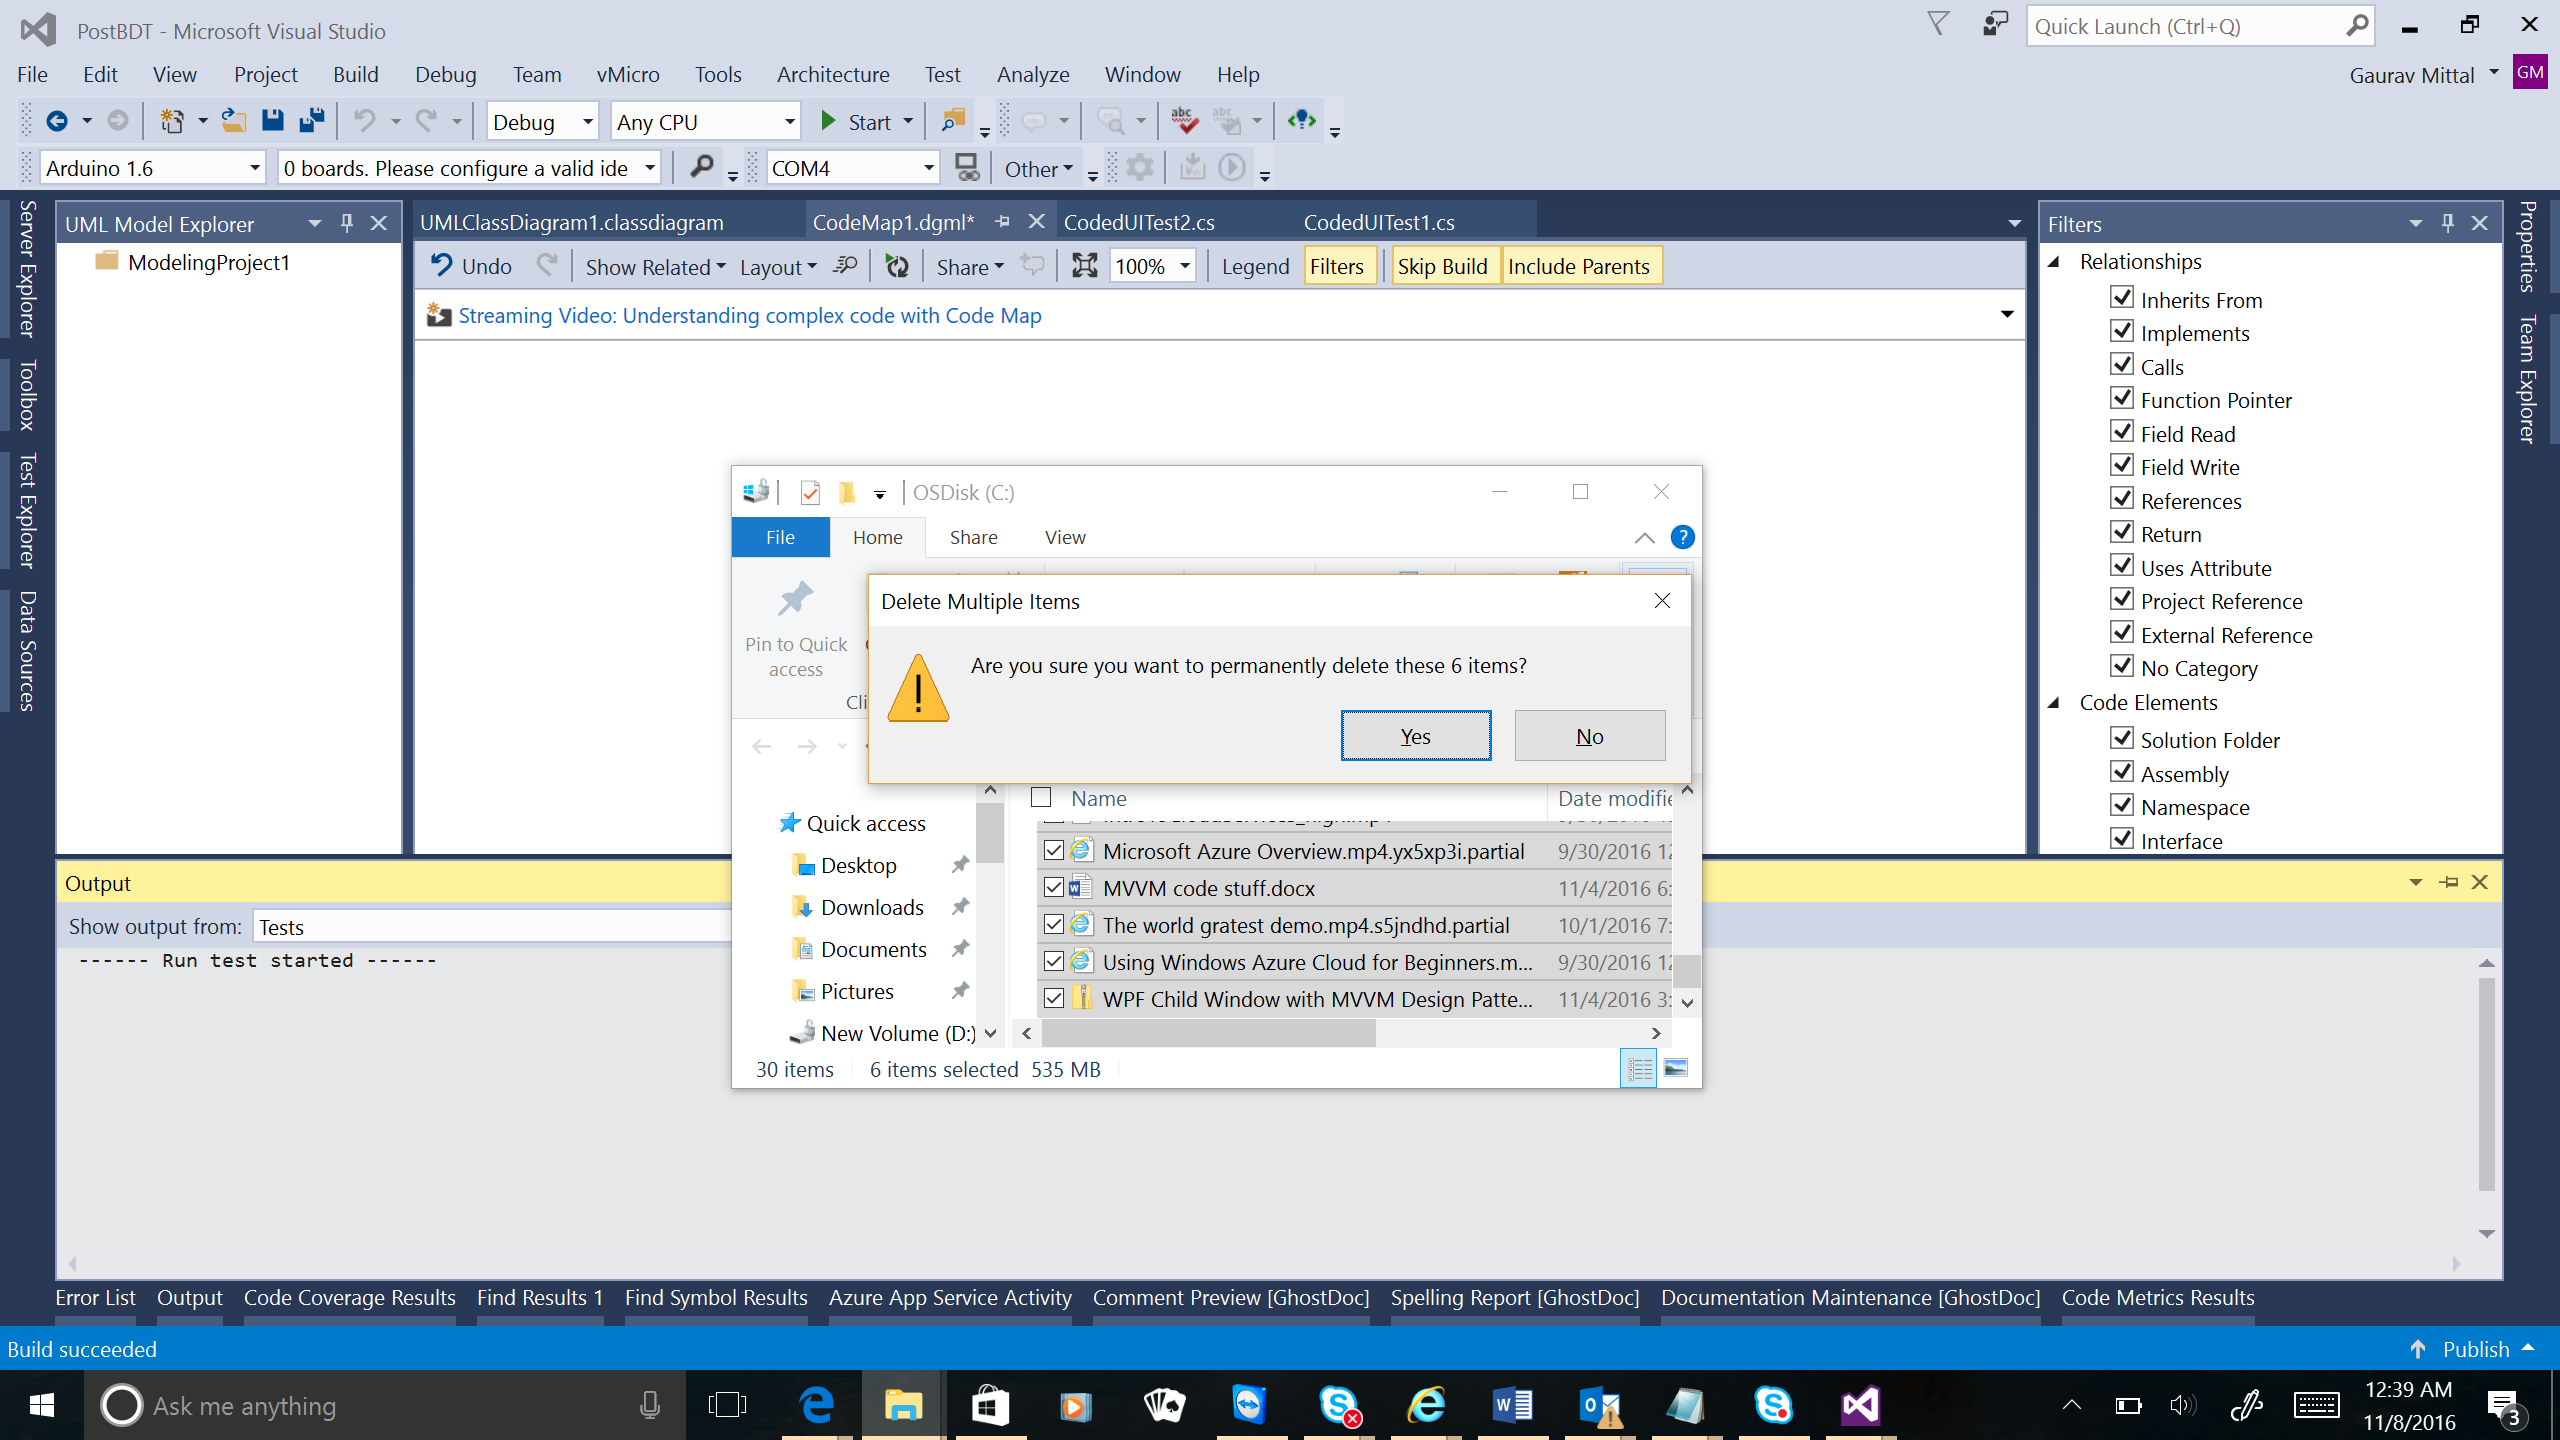 PostBDT - Microsoft Visual Studio
Quick Launch (Ctrl+Q)
File Edit View Project Build Debug Team vMicro Tools Architecture Test Analyze Window Help
Gaurav Mittal GM
Debug Any CPU Start
Arduino 1.6 0 boards. Please configure a valid ide COM4 Other
Server Explorer
Toolbox
Test Explorer
Data Sources
UML Model Explorer
ModelingProject1
UMLClassDiagram1.classdiagram CodeMap1.dgml* CodedUITest2.cs CodedUITest1.cs
Undo Show Related Layout Share 100% Legend Filters Skip Build Include Parents
Streaming Video: Understanding complex code with Code Map
Filters
Relationships
Inherits From
Implements
Calls
Function Pointer
Field Read
Field Write
References
Return
Uses Attribute
Project Reference
External Reference
No Category
Code Elements
Solution Folder
Assembly
Namespace
Interface
Properties
Team Explorer
OSDisk (C:)
File Home Share View
Pin to Quick
access
Delete Multiple Items
Are you sure you want to permanently delete these 6 items?
Yes No
Name Date modifie
Quick access
Desktop
Downloads
Documents
Pictures
New Volume (D:)
Microsoft Azure Overview.mp4.yx5xp3i.partial 9/30/2016 12
MVVM code stuff.docx 11/4/2016 6:
The world gratest demo.mp4.s5jndhd.partial 10/1/2016 7:
Using Windows Azure Cloud for Beginners.m... 9/30/2016 12
WPF Child Window with MVVM Design Patte... 11/4/2016 3:
30 items 6 items selected 535 MB
Output
Show output from: Tests
------ Run test started ------
Error List Output Code Coverage Results Find Results 1 Find Symbol Results Azure App Service Activity Comment Preview [GhostDoc] Spelling Report [GhostDoc] Documentation Maintenance [GhostDoc] Code Metrics Results
Build succeeded Publish
Ask me anything
12:39 AM
11/8/2016
3